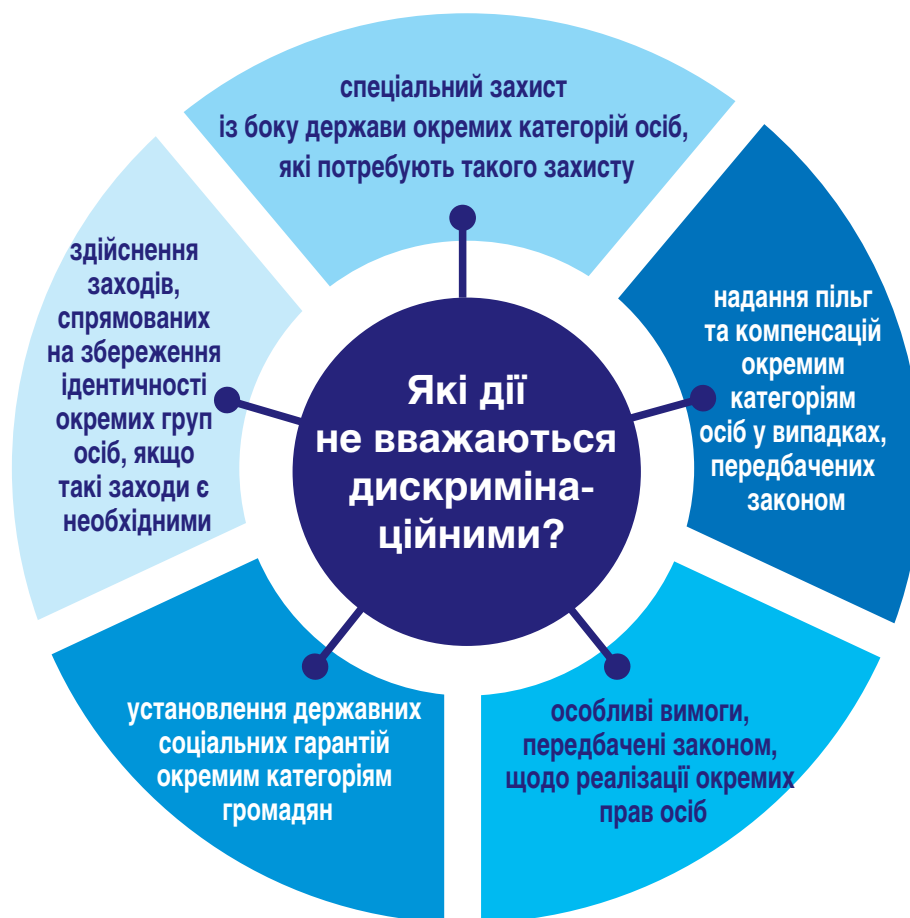 спеціальний захист
із боку держави окремих категорій осіб,
які потребують такого захисту
надання пільг
та компенсацій
окремим
категоріям
осіб у випадках,
передбачених
законом
особливі вимоги,
передбачені законом,
щодо реалізації окремих
прав осіб
установлення державних
соціальних гарантій
окремим категоріям
громадян
здійснення
заходів,
спрямованих
на збереження
ідентичності
окремих груп
осіб, якщо
такі заходи є
необхідними
Які дії
не вважаються
дискриміна-
ційними?